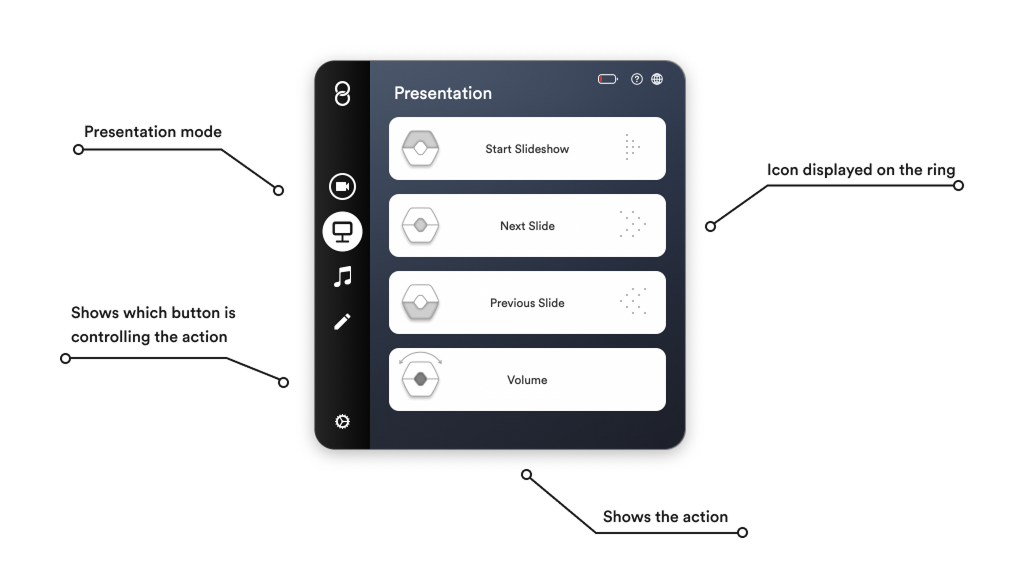 Presentation
Presentation mode
Start Slideshow
Icon displayed on the ring
Next Slide
Previous Slide
Shows which button is
controlling the action
Volume
Shows the action